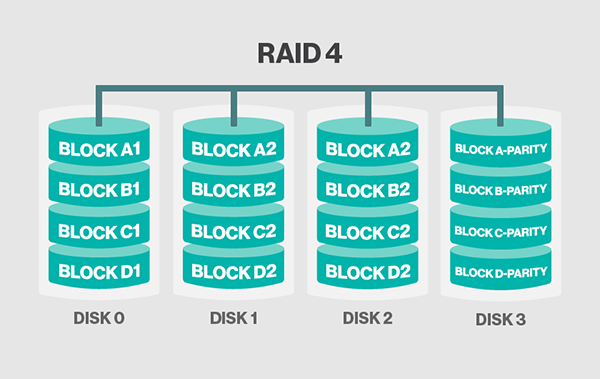 RAID 4
BLOCK A1
BLOCK A2
BLOCK A2
BLOCK A-PARITY
BLOCK B1
BLOCK B2
BLOCK B2
BLOCK B-PARITY
BLOCK C1
BLOCK C2
BLOCK C2
BLOCK C-PARITY
BLOCK D1
BLOCK D2
BLOCK D2
BLOCK D-PARITY
DISK 0
DISK 1
DISK 2
DISK 3